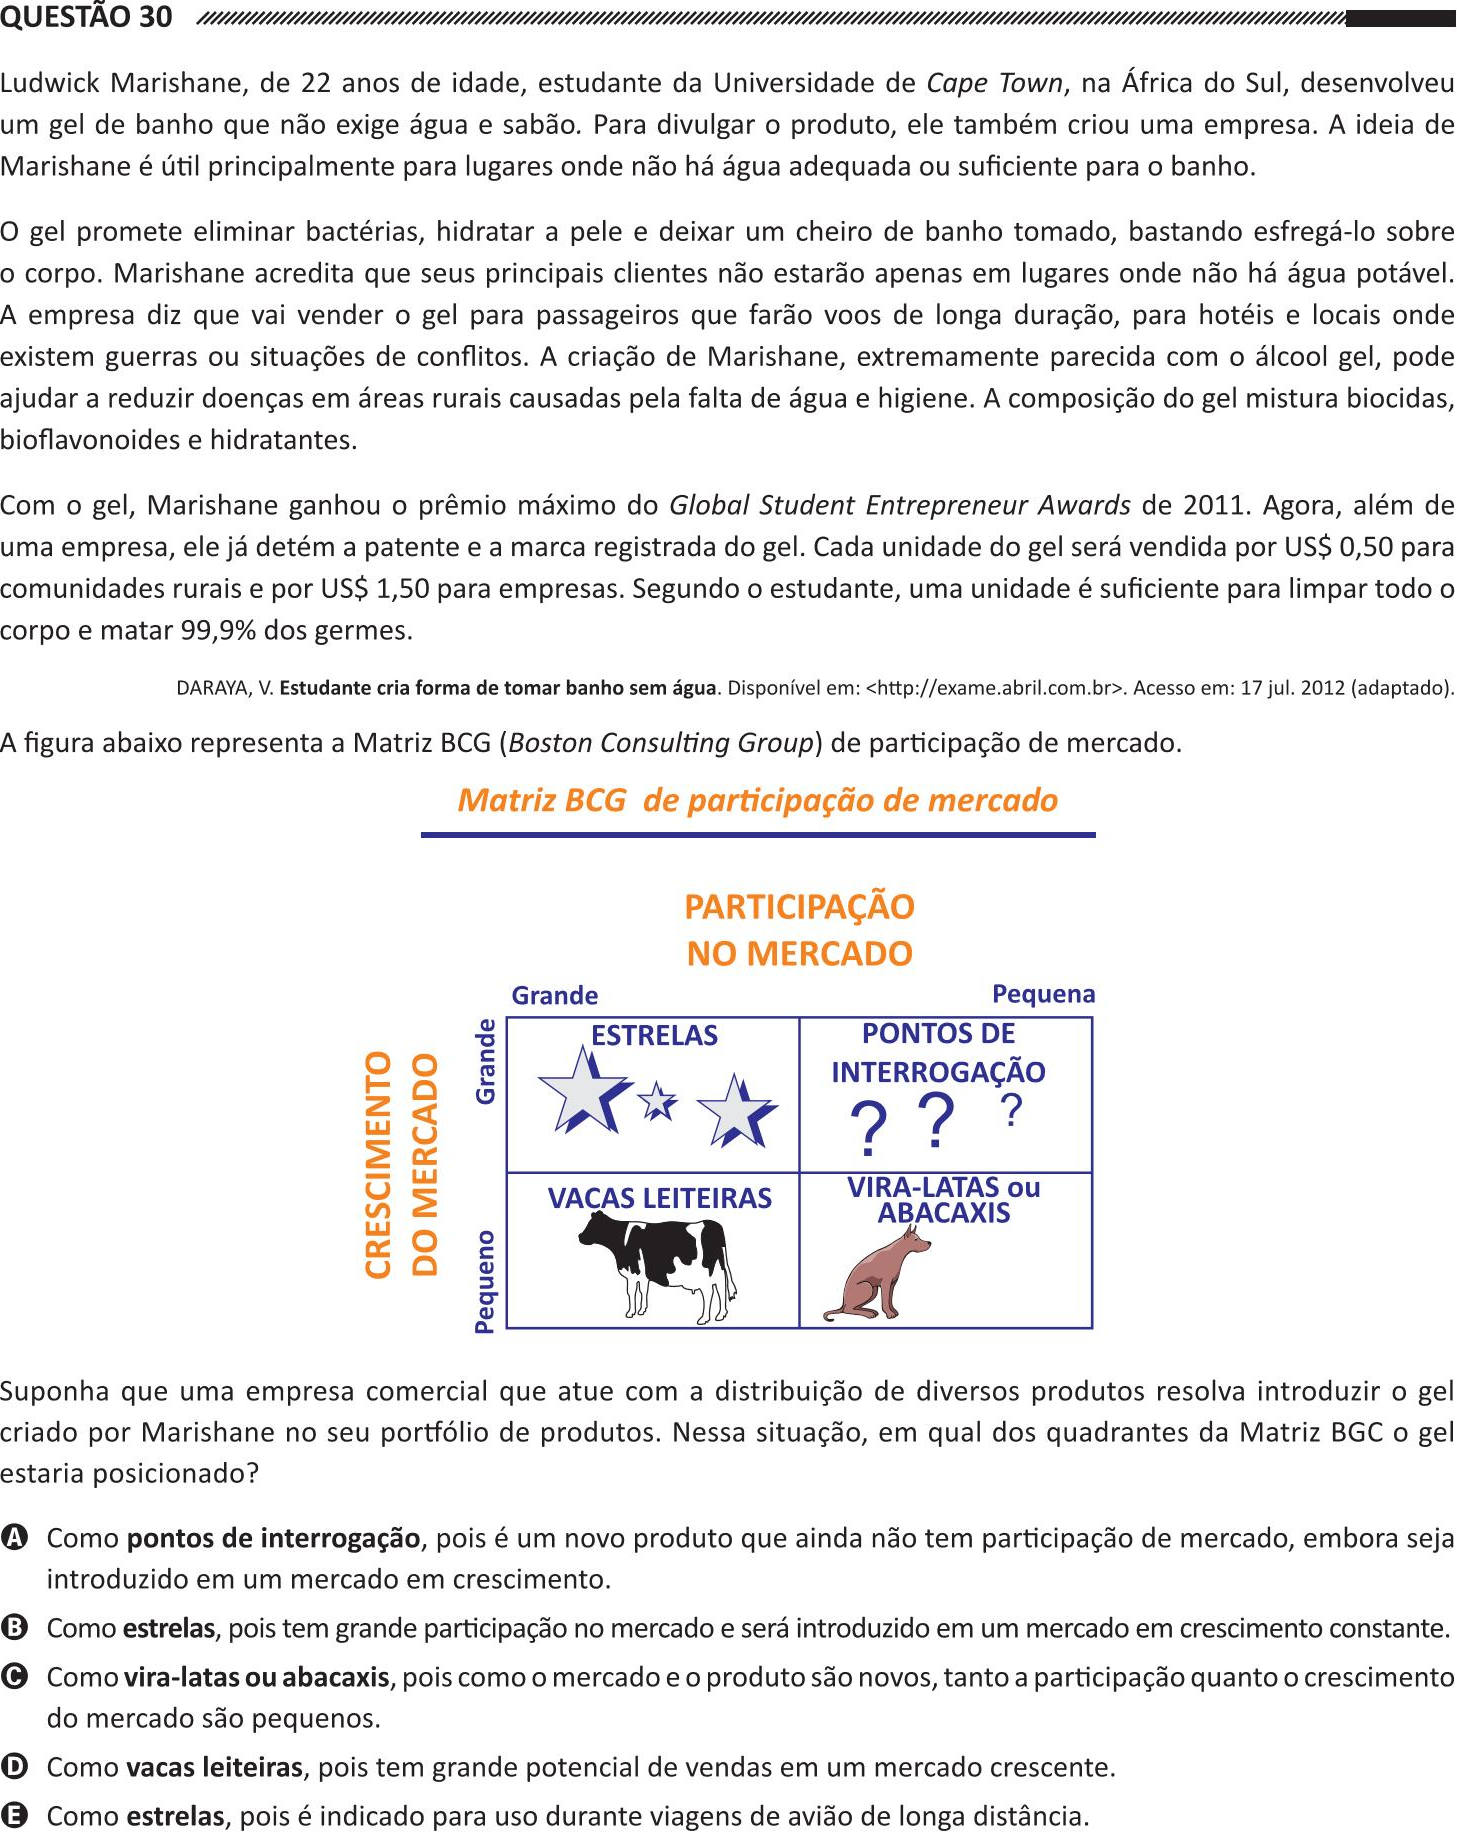 QUESTÃO 30
Ludwick Marishane, de 22 anos de idade, estudante da Universidade de Cape Town, na África do Sul, desenvolveu
um gel de banho que não exige água e sabão. Para divulgar o produto, ele também criou uma empresa. A ideia de
Marishane é útil principalmente para lugares onde não há água adequada ou suficiente para o banho.
O gel promete eliminar bactérias, hidratar a pele e deixar um cheiro de banho tomado, bastando esfregá-lo sobre
o corpo. Marishane acredita que seus principais clientes não estarão apenas em lugares onde não há água potável.
A empresa diz que vai vender o gel para passageiros que farão voos de longa duração, para hotéis e locais onde
existem guerras ou situações de conflitos. A criação de Marishane, extremamente parecida com o álcool gel, pode
ajudar a reduzir doenças em áreas rurais causadas pela falta de água e higiene. A composição do gel mistura biocidas,
bioflavonoides e hidratantes.
Com o gel, Marishane ganhou o prêmio máximo do Global Student Entrepreneur Awards de 2011. Agora, além de
uma empresa, ele já detém a patente e a marca registrada do gel. Cada unidade do gel será vendida por US$ 0,50 para
comunidades rurais e por US$ 1,50 para empresas. Segundo o estudante, uma unidade é suficiente para limpar todo o
corpo e matar 99,9% dos germes.
DARAYA, V. Estudante cria forma de tomar banho sem água. Disponível em: <http://exame.abril.com.br>. Acesso em: 17 jul. 2012 (adaptado).
A figura abaixo representa a Matriz BCG (Boston Consulting Group) de participação de mercado.
Matriz BCG de participação de mercado
PARTICIPAÇÃO
NO MERCADO
Grande Pequena
CRESCIMENTO
DO MERCADO
Grande
ESTRELAS
PONTOS DE
INTERROGAÇÃO
? ? ?
Pequeno
VACAS LEITEIRAS
VIRA-LATAS ou
ABACAXIS
Suponha que uma empresa comercial que atue com a distribuição de diversos produtos resolva introduzir o gel
criado por Marishane no seu portfólio de produtos. Nessa situação, em qual dos quadrantes da Matriz BGC o gel
estaria posicionado?
A Como pontos de interrogação, pois é um novo produto que ainda não tem participação de mercado, embora seja
introduzido em um mercado em crescimento.
B Como estrelas, pois tem grande participação no mercado e será introduzido em um mercado em crescimento constante.
C Como vira-latas ou abacaxis, pois como o mercado e o produto são novos, tanto a participação quanto o crescimento
do mercado são pequenos.
D Como vacas leiteiras, pois tem grande potencial de vendas em um mercado crescente.
E Como estrelas, pois é indicado para uso durante viagens de avião de longa distância.